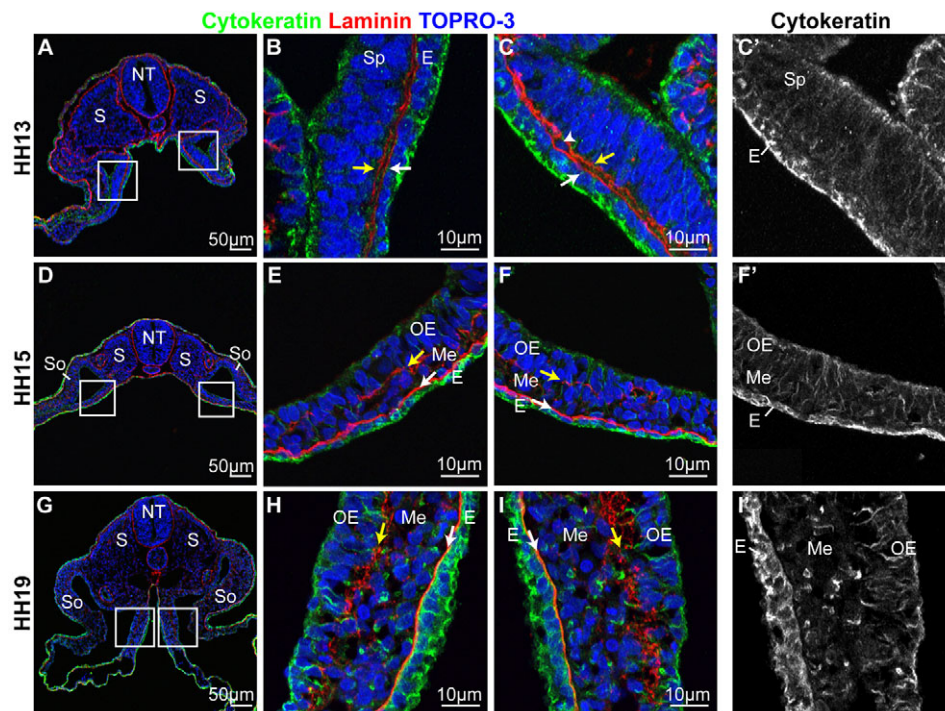 Cytokeratin Laminin TOPRO-3 Cytokeratin
HH13
A NT S S 50µm
B Sp E 10µm
C 10µm
C' Sp E
HH15
D So NT S S So 50µm
E OE Me E 10µm
F OE Me E 10µm
F' OE Me E
HH19
G NT S S So So 50µm
H OE Me E 10µm
I E Me OE 10µm
I' E Me OE